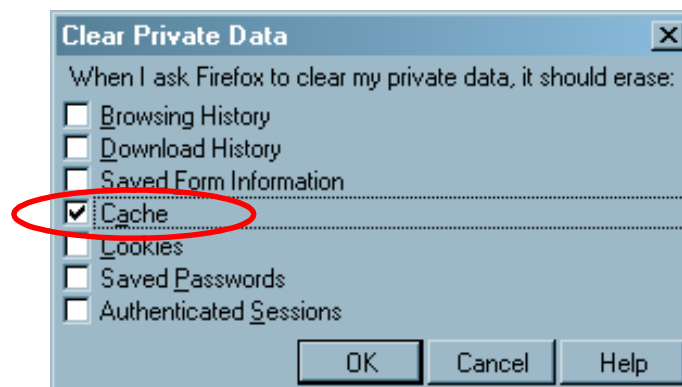 Clear Private Data
When I ask Firefox to clear my private data, it should erase:
Browsing History
Download History
Saved Form Information
Cache
Cookies
Saved Passwords
Authenticated Sessions
OK Cancel Help